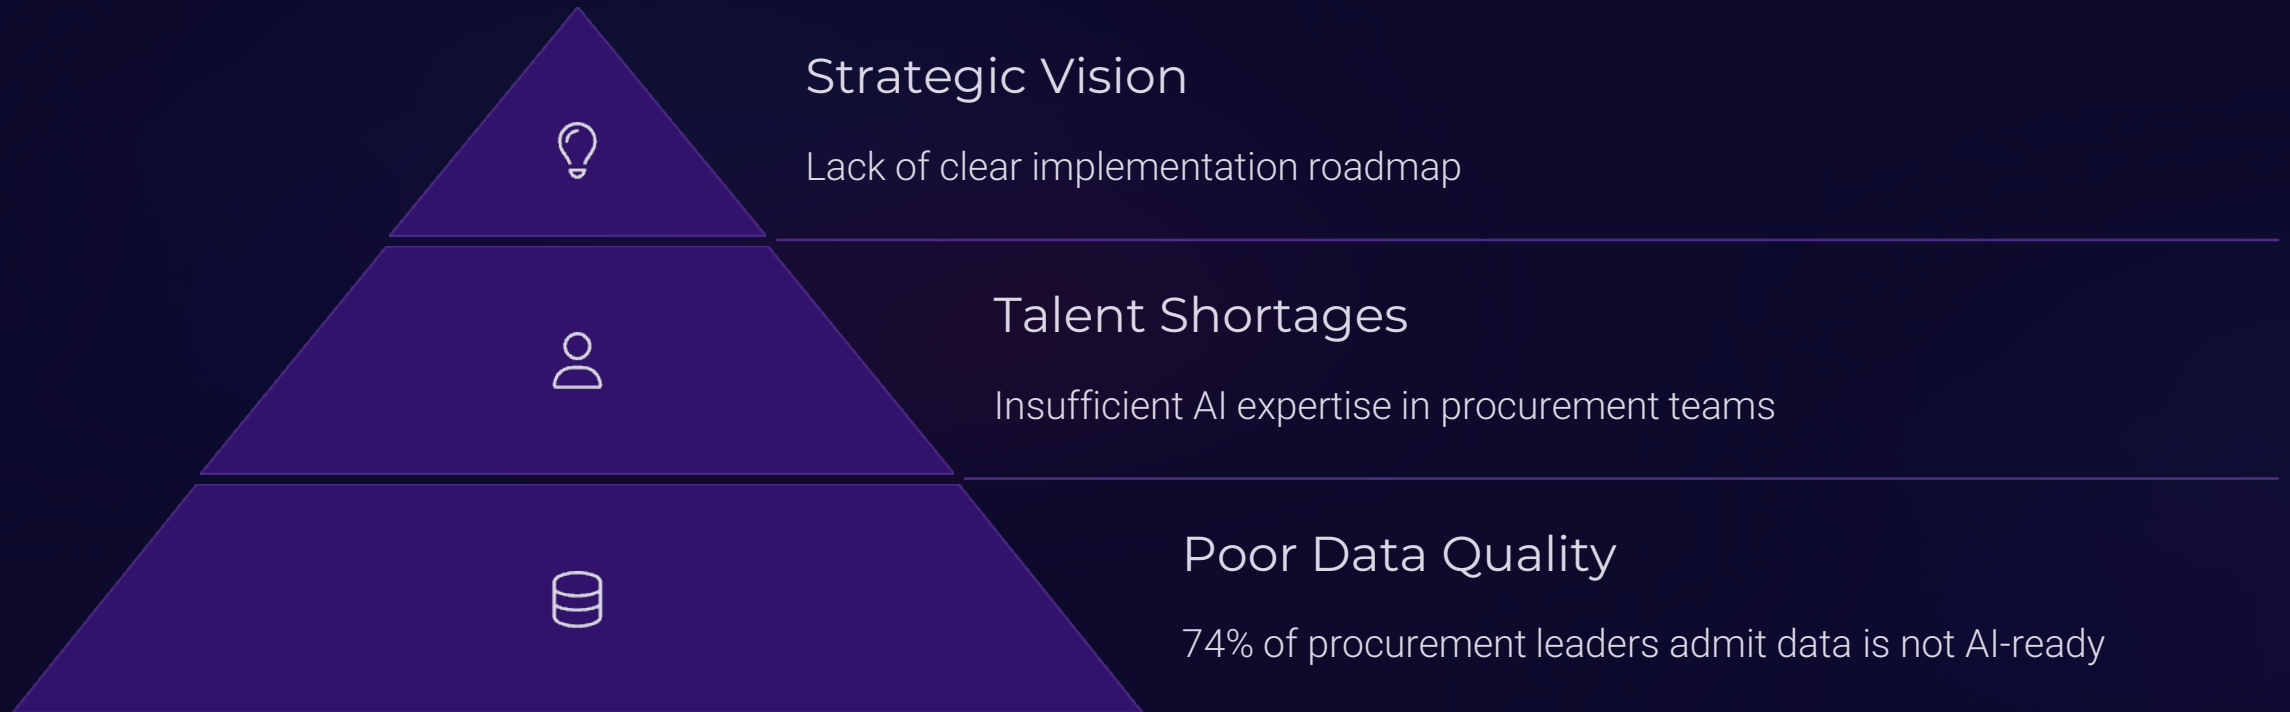 Strategic Vision
Lack of clear implementation roadmap
Talent Shortages
Insufficient AI expertise in procurement teams
Poor Data Quality
74% of procurement leaders admit data is not AI-ready